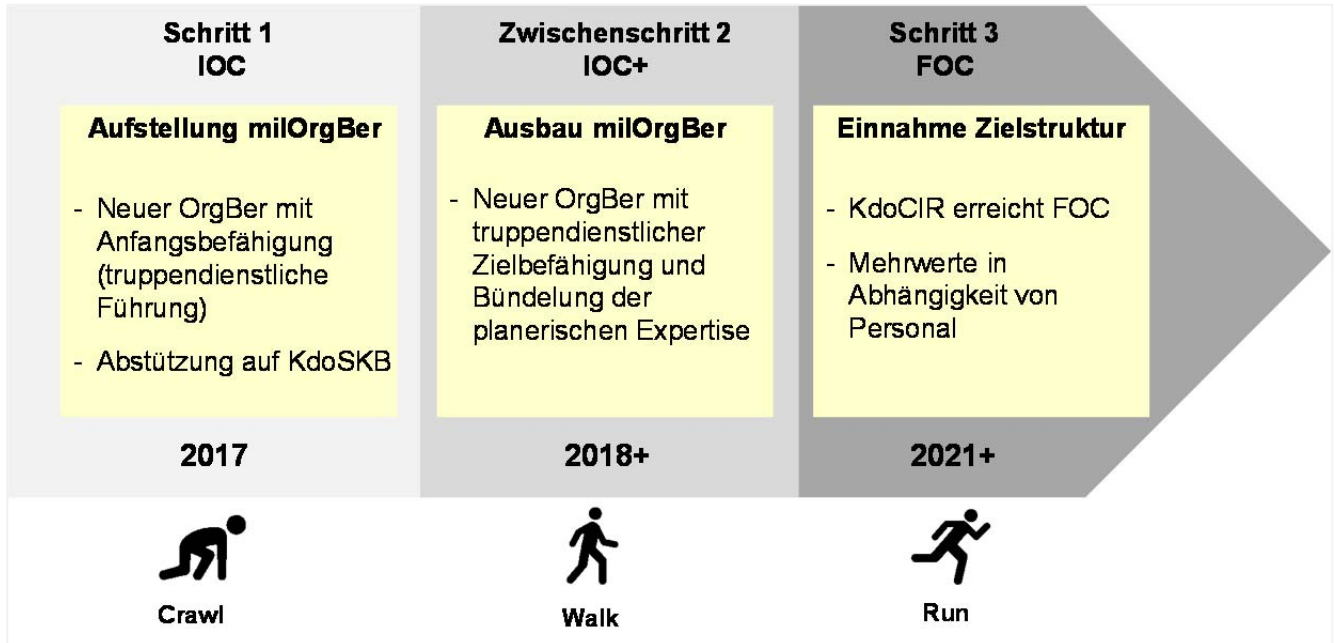 Schritt 1
IOC
Aufstellung milOrgBer
- Neuer OrgBer mit
Anfangsbefähigung
(truppendienstliche
Führung)
- Abstützung auf KdoSKB
2017
Crawl
Zwischenschritt 2
IOC+
Ausbau milOrgBer
- Neuer OrgBer mit
truppendienstlicher
Zielbefähigung und
Bündelung der
planerischen Expertise
2018+
Walk
Schritt 3
FOC
Einnahme Zielstruktur
- KdoCIR erreicht FOC
- Mehrwerte in
Abhängigkeit von
Personal
2021+
Run